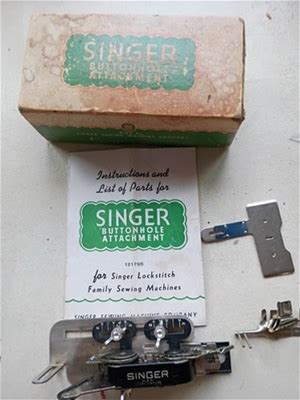 SINGER
BUTTONHOLE
ATTACHMENT
Instructions and
List of Parts for
SINGER
BUTTONHOLE
ATTACHMENT
121795
for Singer Lockstitch
Family Sewing Machines
SINGER SEWING MACHINE COMPANY
SINGER